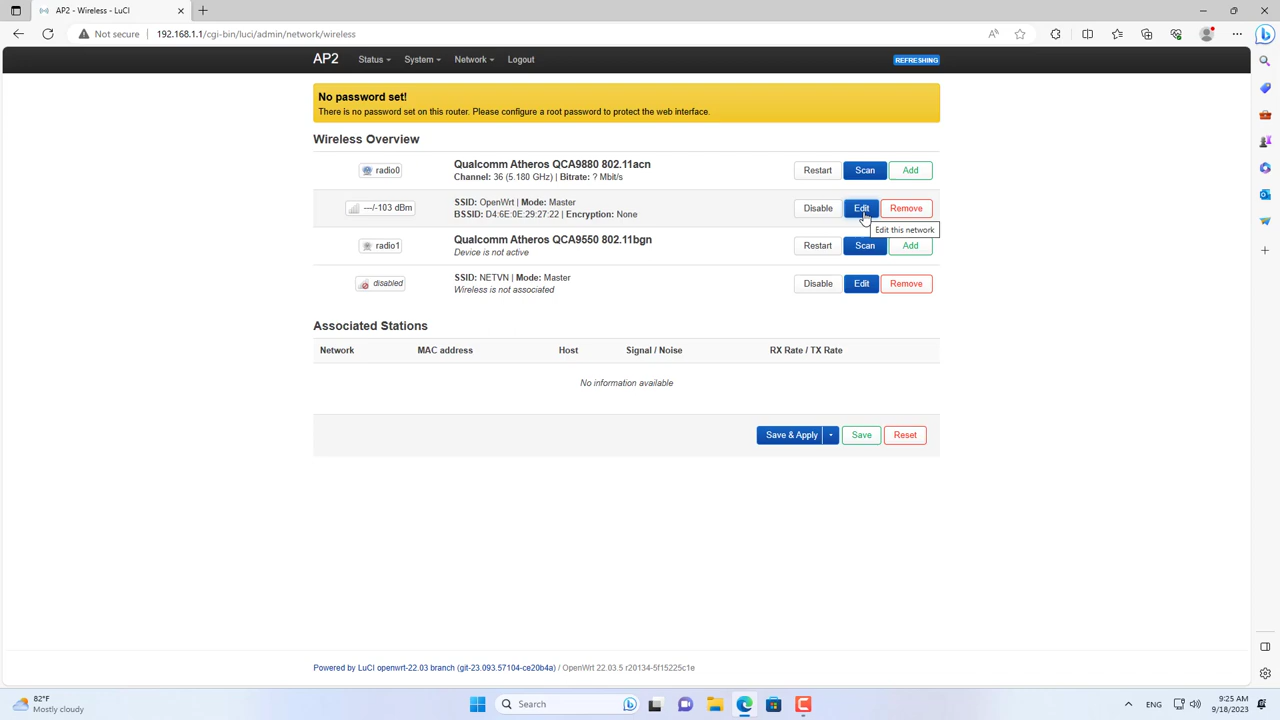 AP2 - Wireless - LuCI
Not secure
192.168.1.1/cgi-bin/luci/admin/network/wireless
AP2 Status System Network Logout REFRESHING
No password set!
There is no password set on this router. Please configure a root password to protect the web interface.
Wireless Overview
radio0
Qualcomm Atheros QCA9880 802.11acn
Channel: 36 (5.180 GHz) | Bitrate: ? Mbit/s
Restart Scan Add
---/-103 dBm
SSID: OpenWrt | Mode: Master
BSSID: D4:6E:0E:29:27:22 | Encryption: None
Disable Edit Remove
Edit this network
radio1
Qualcomm Atheros QCA9550 802.11bgn
Device is not active
Restart Scan Add
disabled
SSID: NETVN | Mode: Master
Wireless is not associated
Disable Edit Remove
Associated Stations
Network MAC address Host Signal / Noise RX Rate / TX Rate
No information available
Save & Apply Save Reset
Powered by LuCI openwrt-22.03 branch (git-23.093.57104-ce20b4a) / OpenWrt 22.03.5 r20134-5f15225c1e
82°F
Mostly cloudy
Search
ENG
9:25 AM
9/18/2023